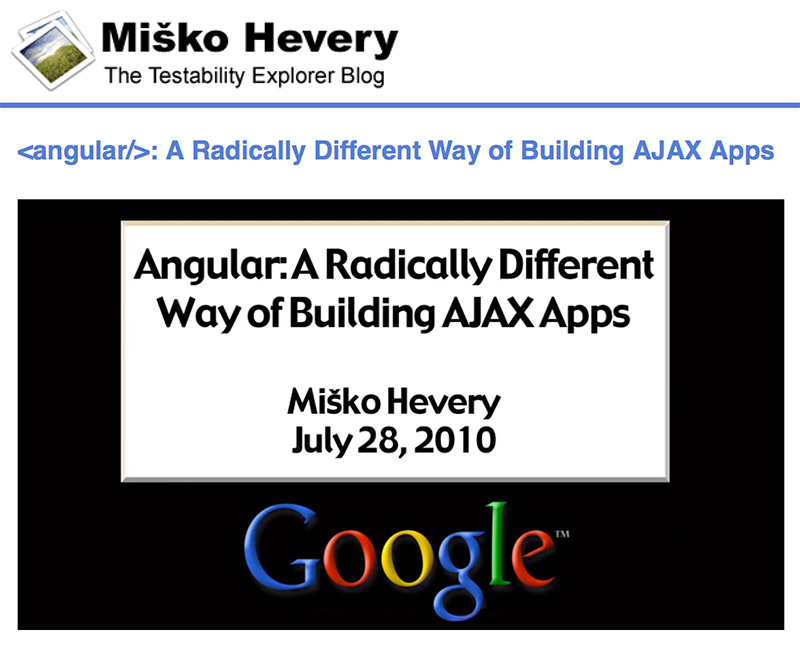 Miško Hevery
The Testability Explorer Blog
<angular/>: A Radically Different Way of Building AJAX Apps
Angular: A Radically Different
Way of Building AJAX Apps
Miško Hevery
July 28, 2010
Google™